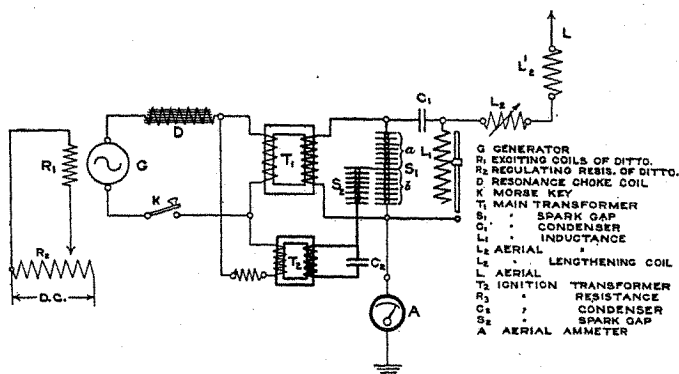 L
L'2
C1
L2
D
R1
G
T1
a
L1
S1
S2
b
K
R2
T2
C2
D.C.
A
G GENERATOR
R1 EXCITING COILS OF DITTO.
R2 REGULATING RESIS. OF DITTO.
D RESONANCE CHOKE COIL
K MORSE KEY
T1 MAIN TRANSFORMER
S1 " SPARK GAP
C1 " CONDENSER
L1 " INDUCTANCE
L2 AERIAL "
L2 " LENGTHENING COIL
L AERIAL
T2 IGNITION TRANSFORMER
R3 " RESISTANCE
C2 " CONDENSER
S2 " SPARK GAP
A AERIAL AMMETER